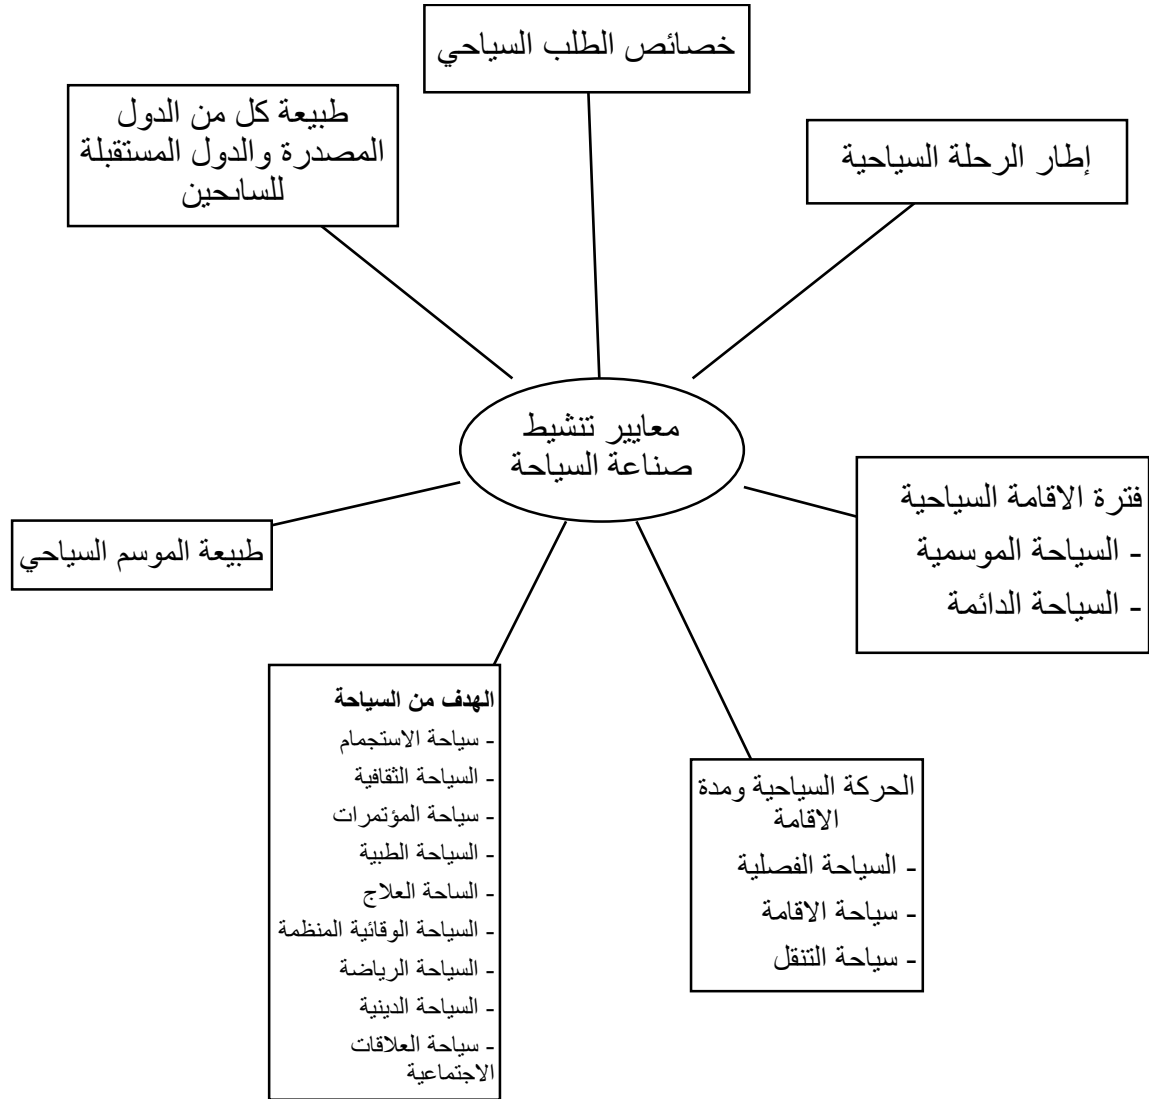 خصائص الطلب السياحي
طبيعة كل من الدول
المصدرة والدول المستقبلة
للسائحين
إطار الرحلة السياحية
معايير تنشيط
صناعة السياحة
فترة الاقامة السياحية
- السياحة الموسمية
- السياحة الدائمة
طبيعة الموسم السياحي
الهدف من السياحة
- سياحة الاستجمام
- السياحة الثقافية
- سياحة المؤتمرات
- السياحة الطبية
- الساحة العلاج
- السياحة الوقائية المنظمة
- السياحة الرياضة
- السياحة الدينية
- سياحة العلاقات
الاجتماعية
الحركة السياحية ومدة
الاقامة
- السياحة الفصلية
- سياحة الاقامة
- سياحة التنقل